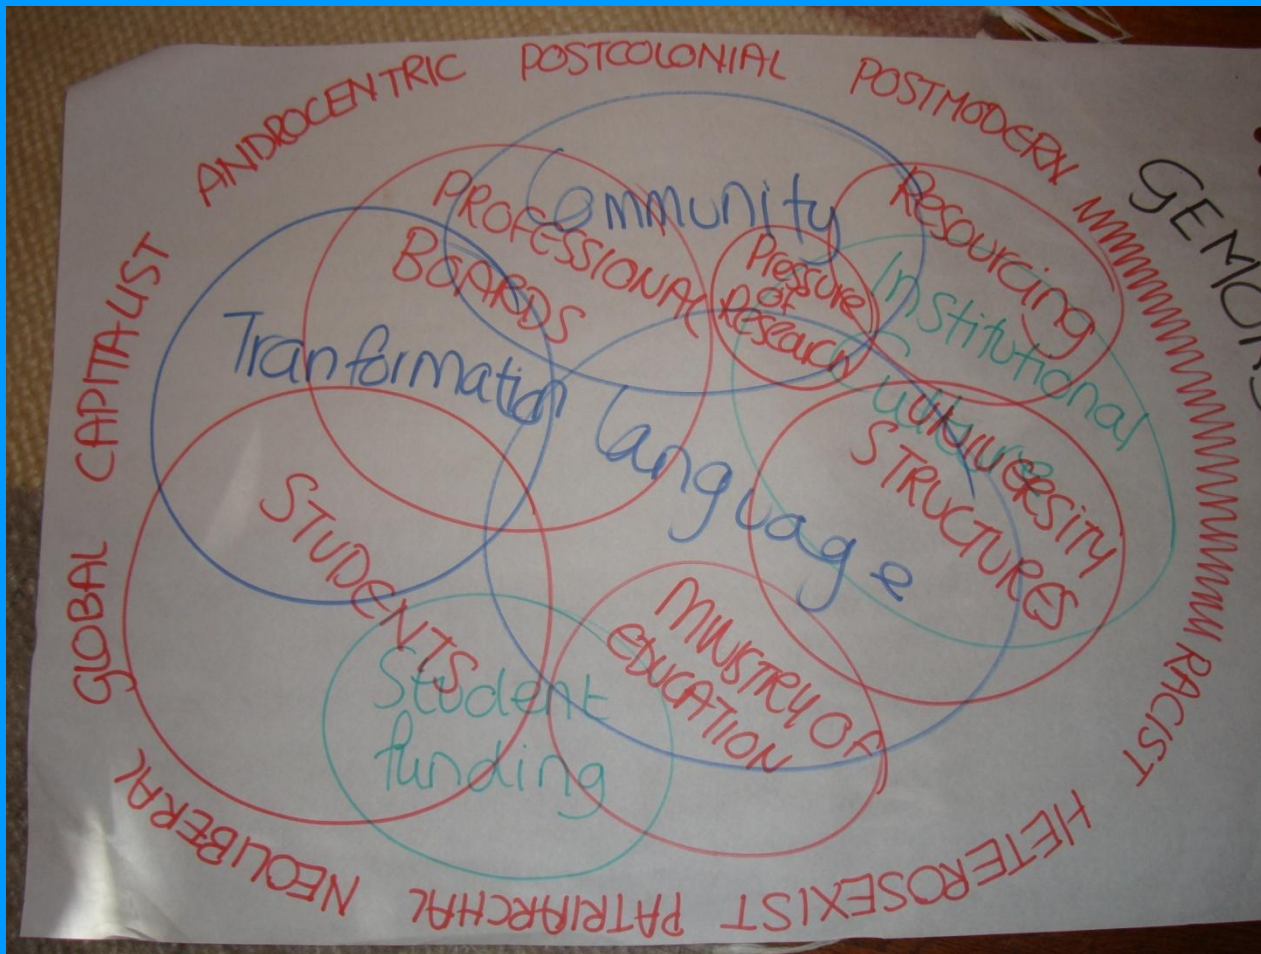 ANDROCENTRIC POSTCOLONIAL POSTMODERN
RACIST
HETEROSEXIST
PATRIARCHAL
NEOLIBERAL
GLOBAL CAPITALIST
Community
PROFESSIONAL
BOARDS
Resourcing
Pressure
of
Research
Institutional
Culture
UNIVERSITY
STRUCTURES
Tranformation
language
STUDENTS
Student
funding
MINISTRY OF
EDUCATION